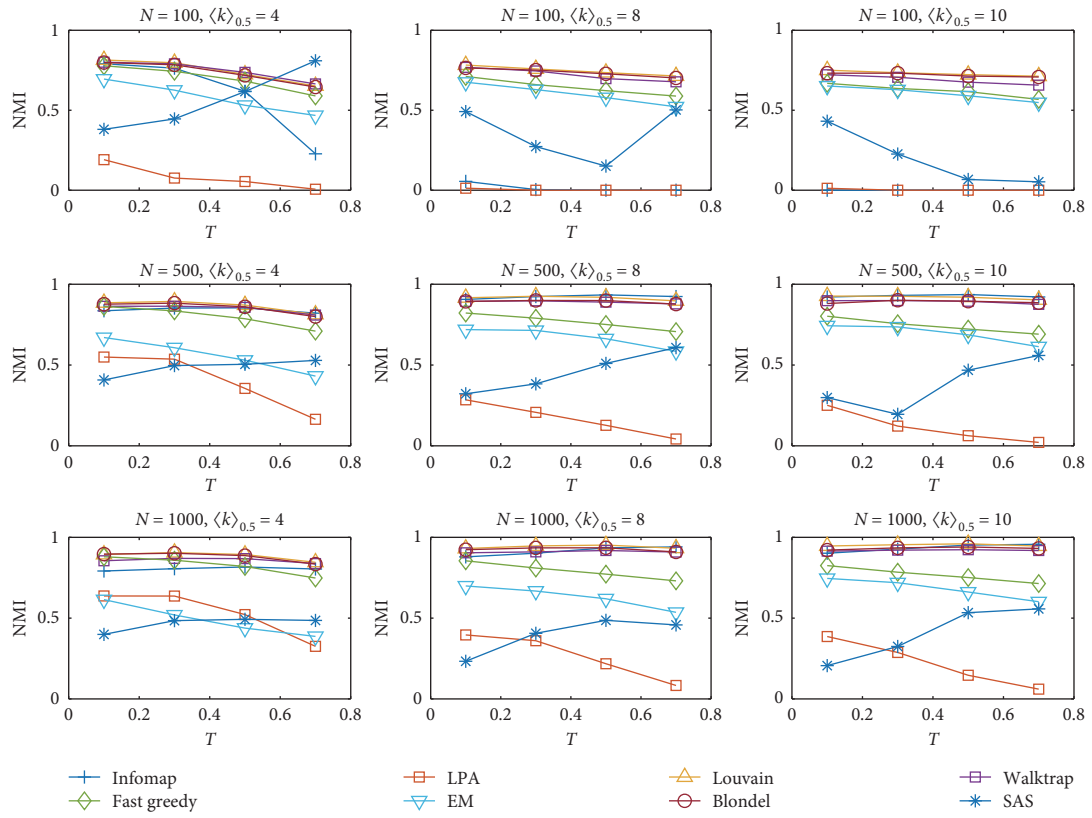 N = 100, ⟨k⟩0.5 = 4
N = 100, ⟨k⟩0.5 = 8
N = 100, ⟨k⟩0.5 = 10
1
0.5
0
NMI
0 0.2 0.4 0.6 0.8
T
1
0.5
0
NMI
0 0.2 0.4 0.6 0.8
T
1
0.5
0
NMI
0 0.2 0.4 0.6 0.8
T
N = 500, ⟨k⟩0.5 = 4
N = 500, ⟨k⟩0.5 = 8
N = 500, ⟨k⟩0.5 = 10
0
0.5
1
NMI
0 0.2 0.4 0.6 0.8
T
0
0.5
1
NMI
0 0.2 0.4 0.6 0.8
T
0
0.5
1
NMI
0 0.2 0.4 0.6 0.8
T
N = 1000, ⟨k⟩0.5 = 4
N = 1000, ⟨k⟩0.5 = 8
N = 1000, ⟨k⟩0.5 = 10
0
0.5
1
NMI
0 0.2 0.4 0.6 0.8
T
0
0.5
1
NMI
0 0.2 0.4 0.6 0.8
T
0
0.5
1
NMI
0 0.2 0.4 0.6 0.8
T
Infomap
Fast greedy
LPA
EM
Louvain
Blondel
Walktrap
SAS